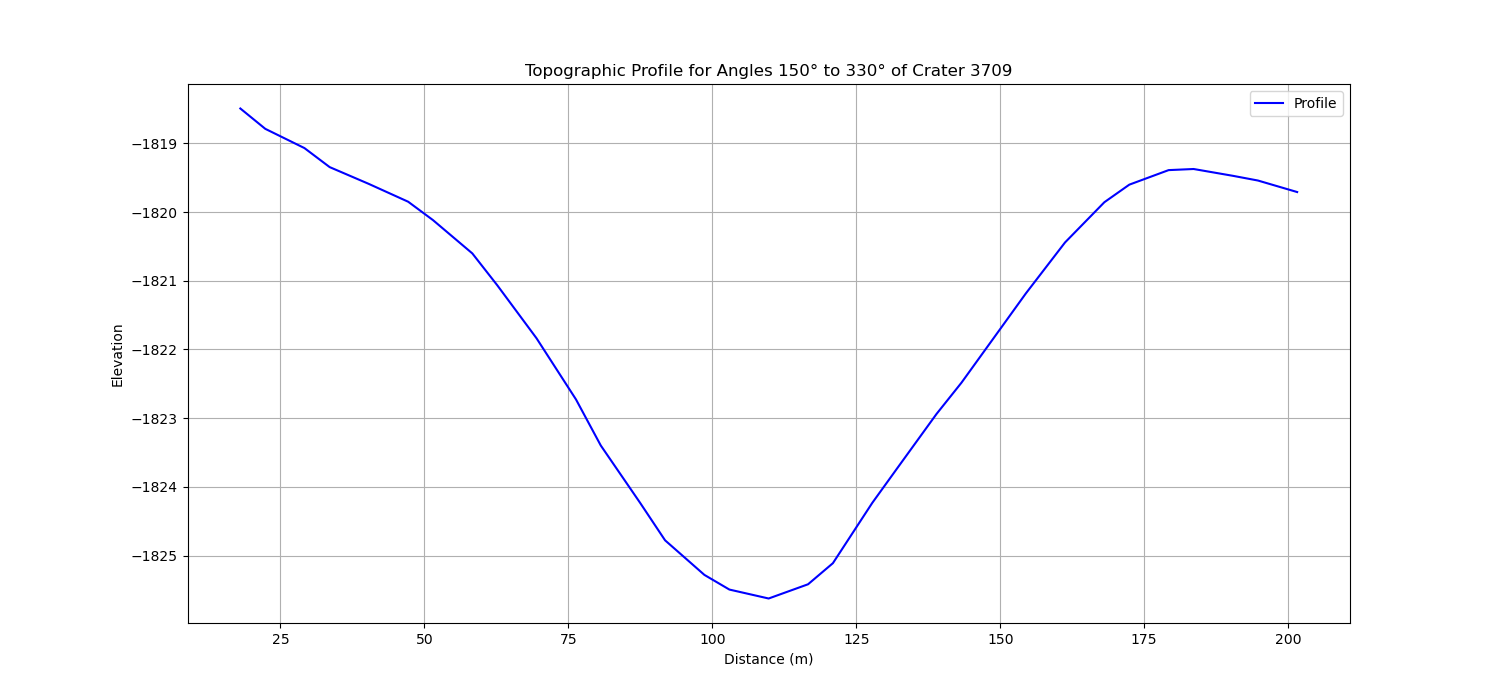 Topographic Profile for Angles 150° to 330° of Crater 3709
Profile
−1819
−1820
−1821
−1822
−1823
−1824
−1825
Elevation
25 50 75 100 125 150 175 200
Distance (m)